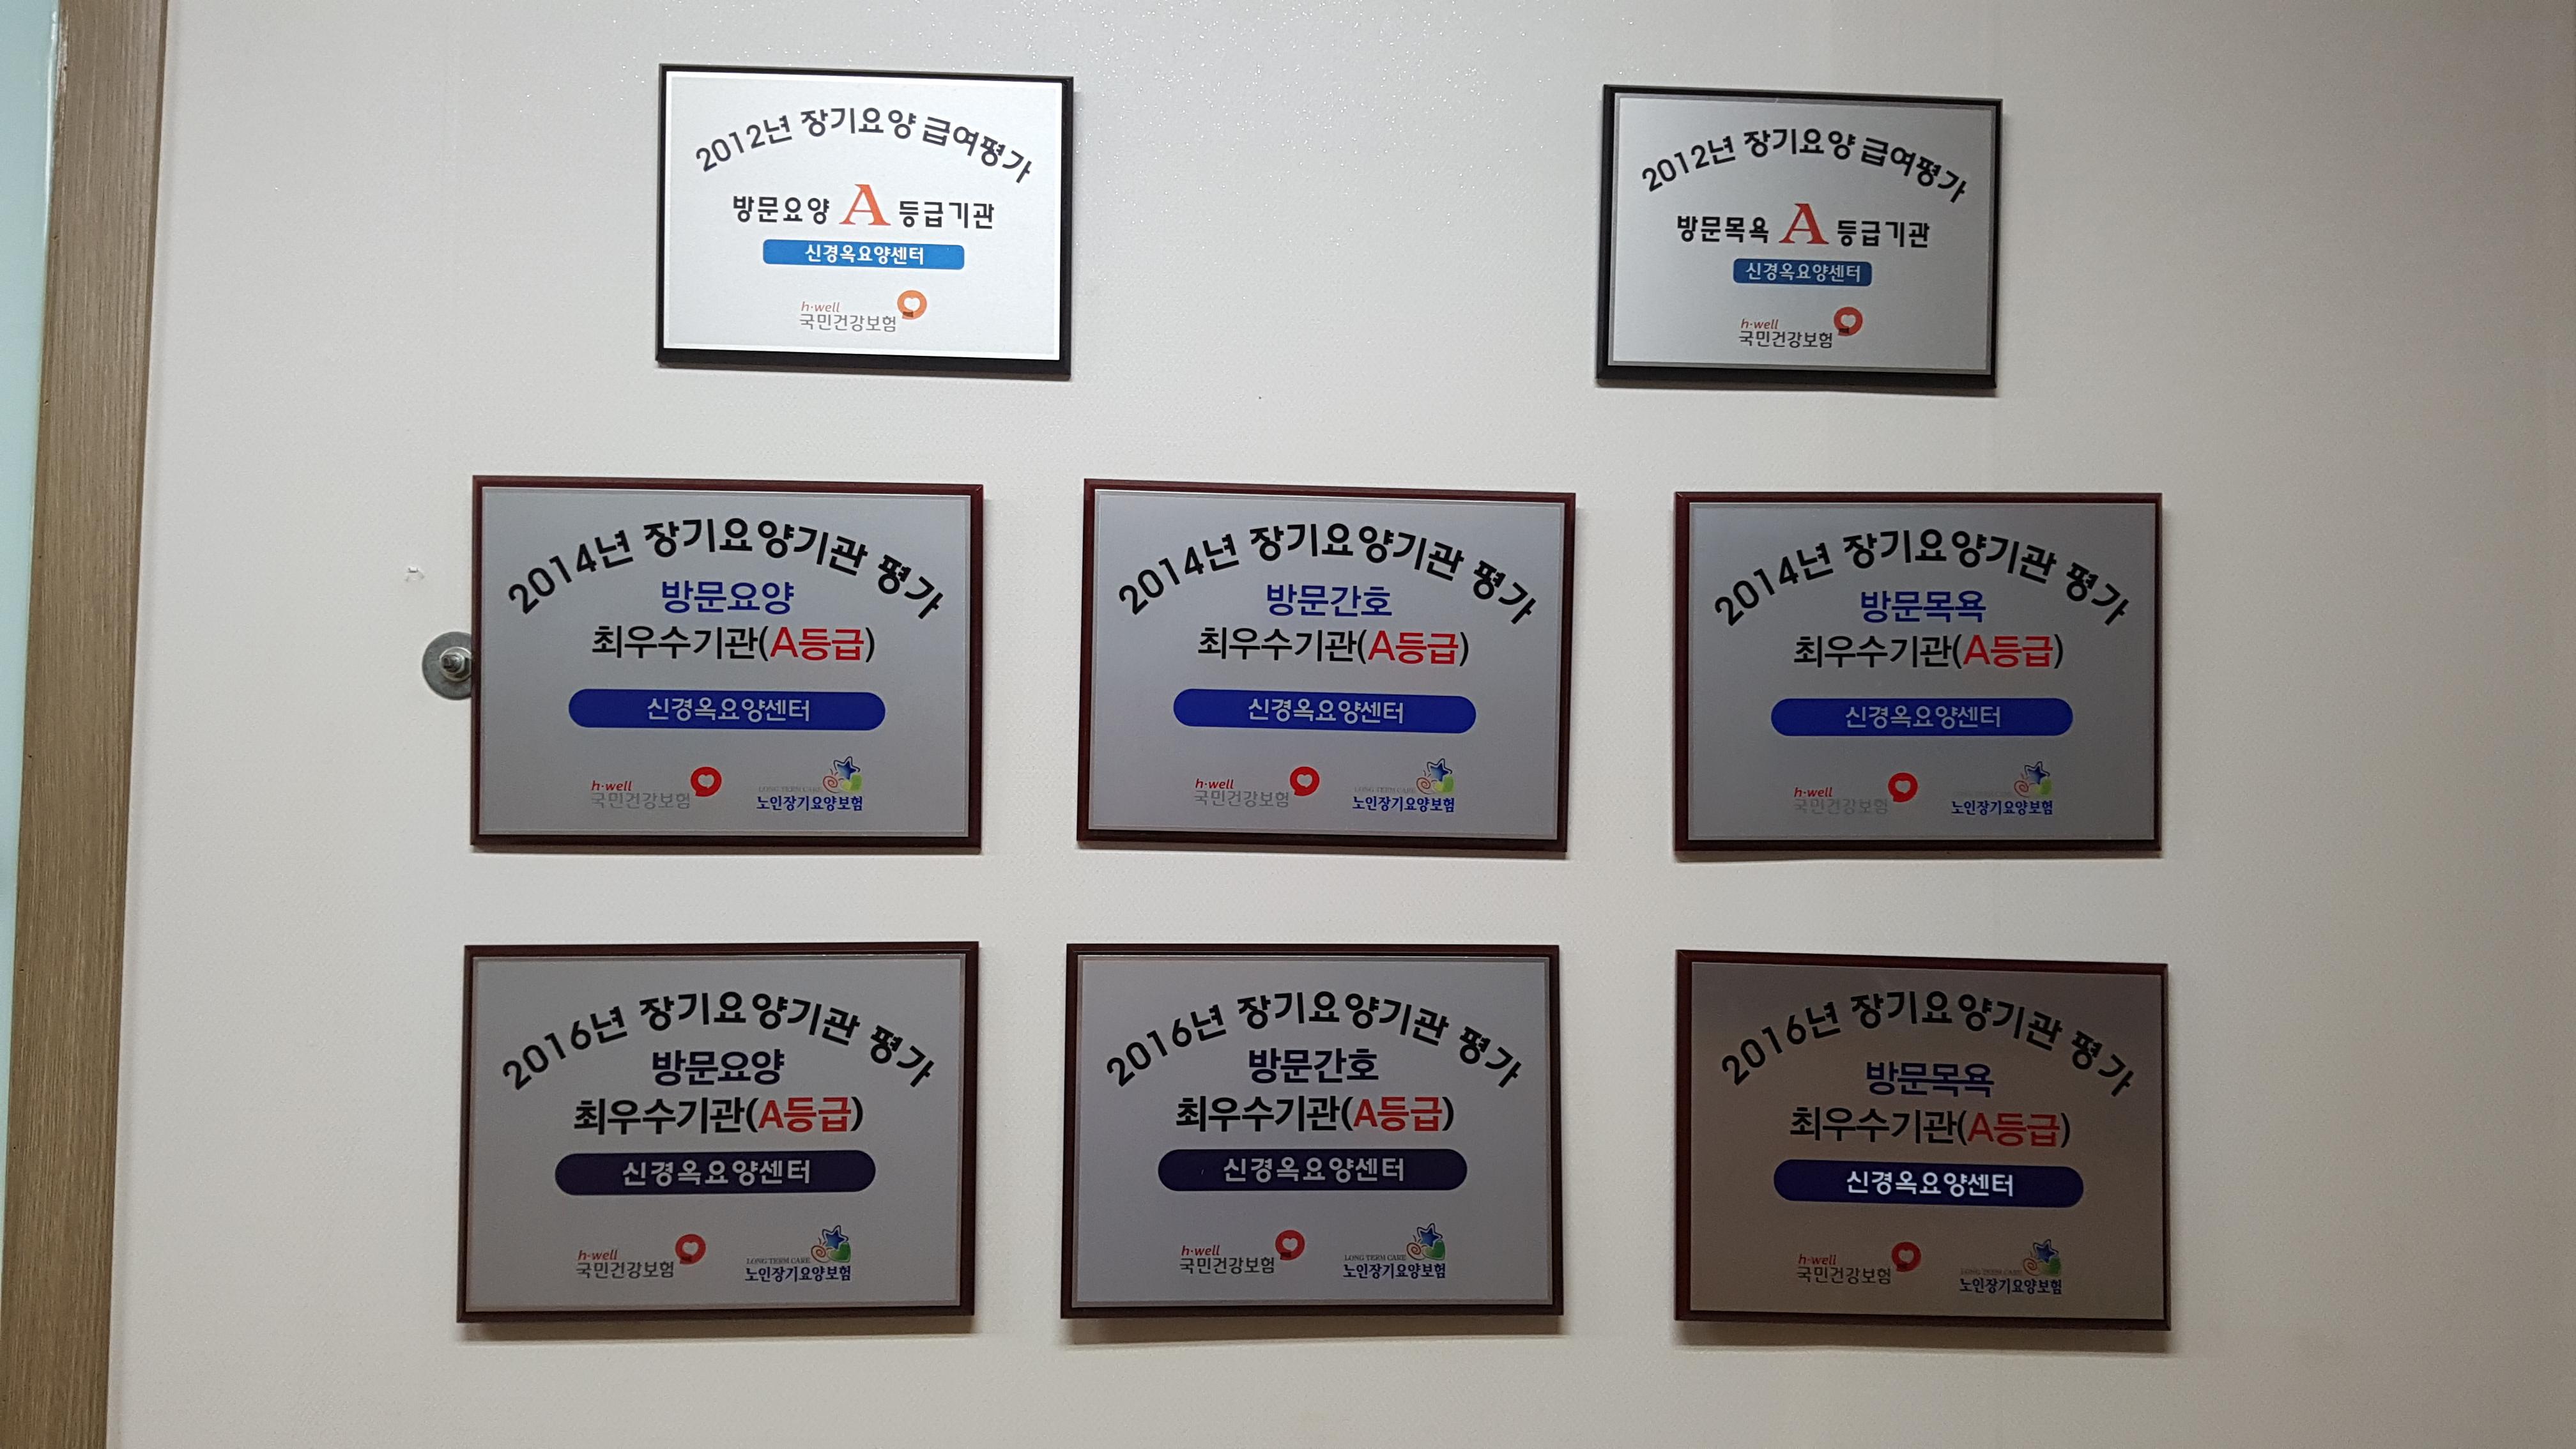 2012년 장기요양 급여평가
방문요양 A 등급기관
신경옥요양센터
h·well
국민건강보험
2012년 장기요양 급여평가
방문목욕 A 등급기관
신경옥요양센터
h·well
국민건강보험
2014년 장기요양기관 평가
방문요양
최우수기관(A등급)
신경옥요양센터
h·well
국민건강보험
LONG TERM CARE
노인장기요양보험
2014년 장기요양기관 평가
방문간호
최우수기관(A등급)
신경옥요양센터
h·well
국민건강보험
LONG TERM CARE
노인장기요양보험
2014년 장기요양기관 평가
방문목욕
최우수기관(A등급)
신경옥요양센터
h·well
국민건강보험
노인장기요양보험
2016년 장기요양기관 평가
방문요양
최우수기관(A등급)
신경옥요양센터
h·well
국민건강보험
LONG TERM CARE
노인장기요양보험
2016년 장기요양기관 평가
방문간호
최우수기관(A등급)
신경옥요양센터
h·well
국민건강보험
LONG TERM CARE
노인장기요양보험
2016년 장기요양기관 평가
방문목욕
최우수기관(A등급)
신경옥요양센터
h·well
국민건강보험
LONG TERM CARE
노인장기요양보험